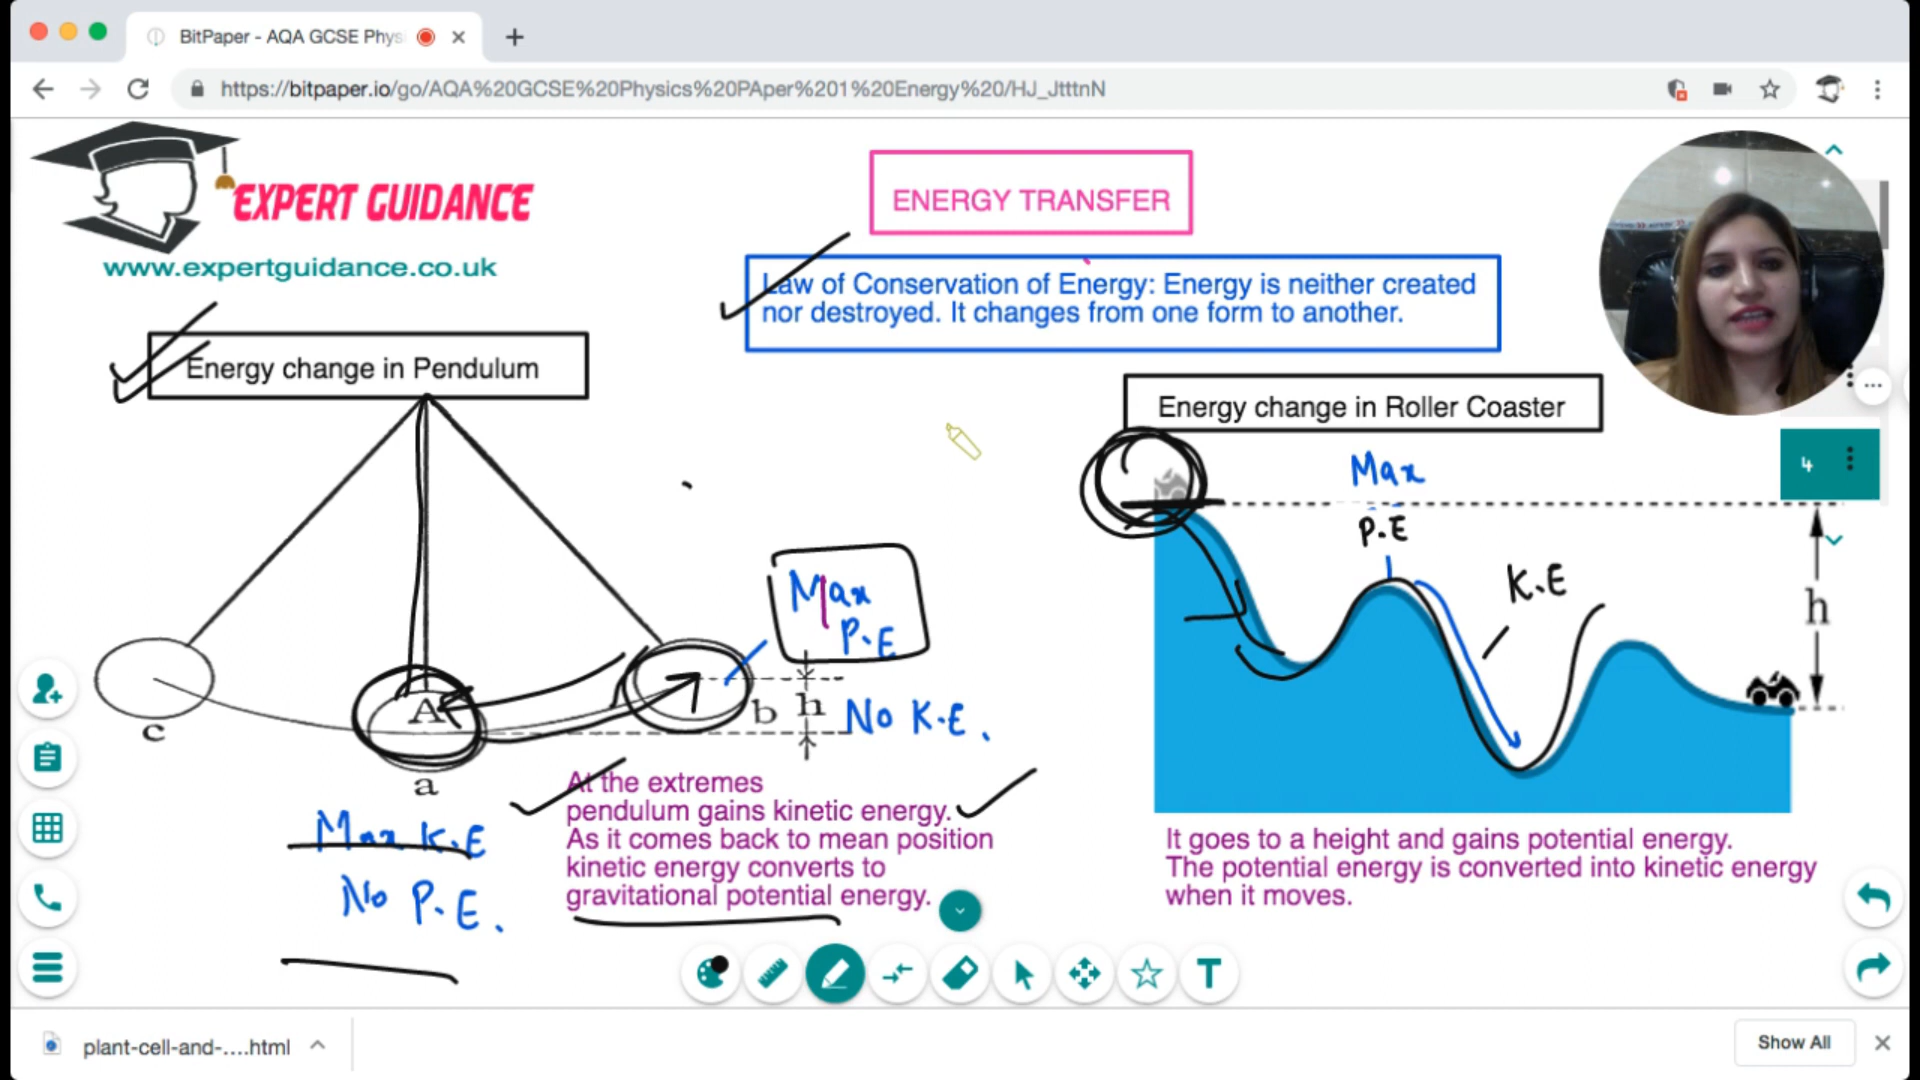 BitPaper - AQA GCSE Phys
https://bitpaper.io/go/AQA%20GCSE%20Physics%20PAper%201%20Energy%20/HJ_JtttnN
EXPERT GUIDANCE
www.expertguidance.co.uk
ENERGY TRANSFER
Law of Conservation of Energy: Energy is neither created
nor destroyed. It changes from one form to another.
Energy change in Pendulum
Energy change in Roller Coaster
4
Max
P.E
K.E
h
Max
P.E
A
b
h
No K.E.
c
a
Max K.E
No P.E.
At the extremes
pendulum gains kinetic energy.
As it comes back to mean position
kinetic energy converts to
gravitational potential energy.
It goes to a height and gains potential energy.
The potential energy is converted into kinetic energy
when it moves.
T
plant-cell-and-....html
Show All